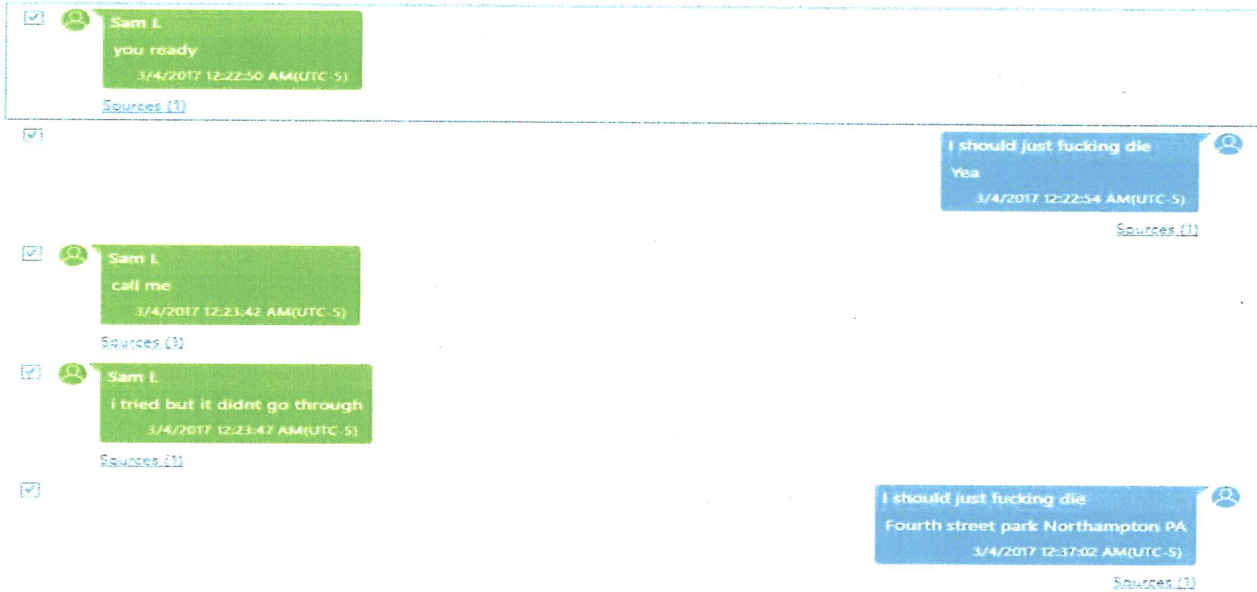 Sam L
you ready
3/4/2017 12:22:50 AM(UTC-5)
Sources (1)
I should just fucking die
Yea
3/4/2017 12:22:54 AM(UTC-5)
Sources (1)
Sam L
call me
3/4/2017 12:23:42 AM(UTC-5)
Sources (1)
Sam L
i tried but it didnt go through
3/4/2017 12:23:47 AM(UTC-5)
Sources (1)
I should just fucking die
Fourth street park Northampton PA
3/4/2017 12:37:02 AM(UTC-5)
Sources (1)